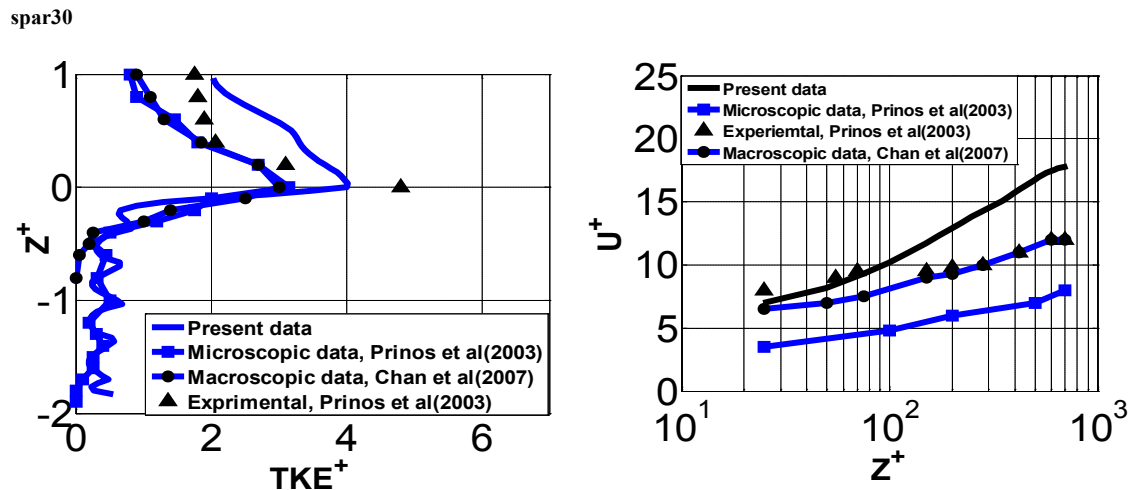 spar30
1
0
-1
-2
0
2
4
6
Z+
TKE+
Present data
Microscopic data, Prinos et al(2003)
Macroscopic data, Chan et al(2007)
Exprimental, Prinos et al(2003)
25
20
15
10
5
0
10^1
10^2
10^3
U+
Z+
Present data
Microscopic data, Prinos et al(2003)
Experiemtal, Prinos et al(2003)
Macroscopic data, Chan et al(2007)